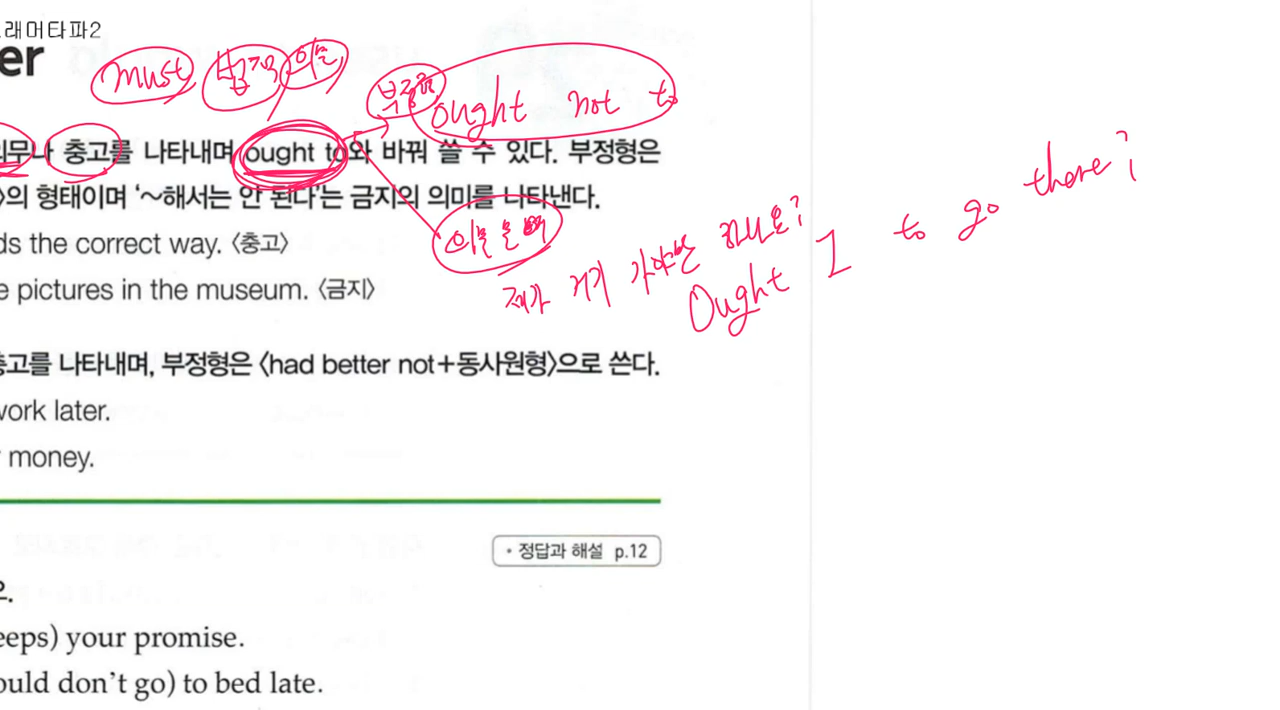 래머타파2
er
must 법적 의무
부정형 ought not to
의무나 충고를 나타내며 ought to와 바꿔 쓸 수 있다. 부정형은
>의 형태이며 '~해서는 안 된다'는 금지의 의미를 나타낸다.
ds the correct way. <충고>
의문문
e pictures in the museum. <금지>
제가 거기 가야만 하나요?
Ought I to go there?
충고를 나타내며, 부정형은 <had better not+동사원형>으로 쓴다.
work later.
money.
• 정답과 해설 p.12
오.
eeps) your promise.
ould don't go) to bed late.